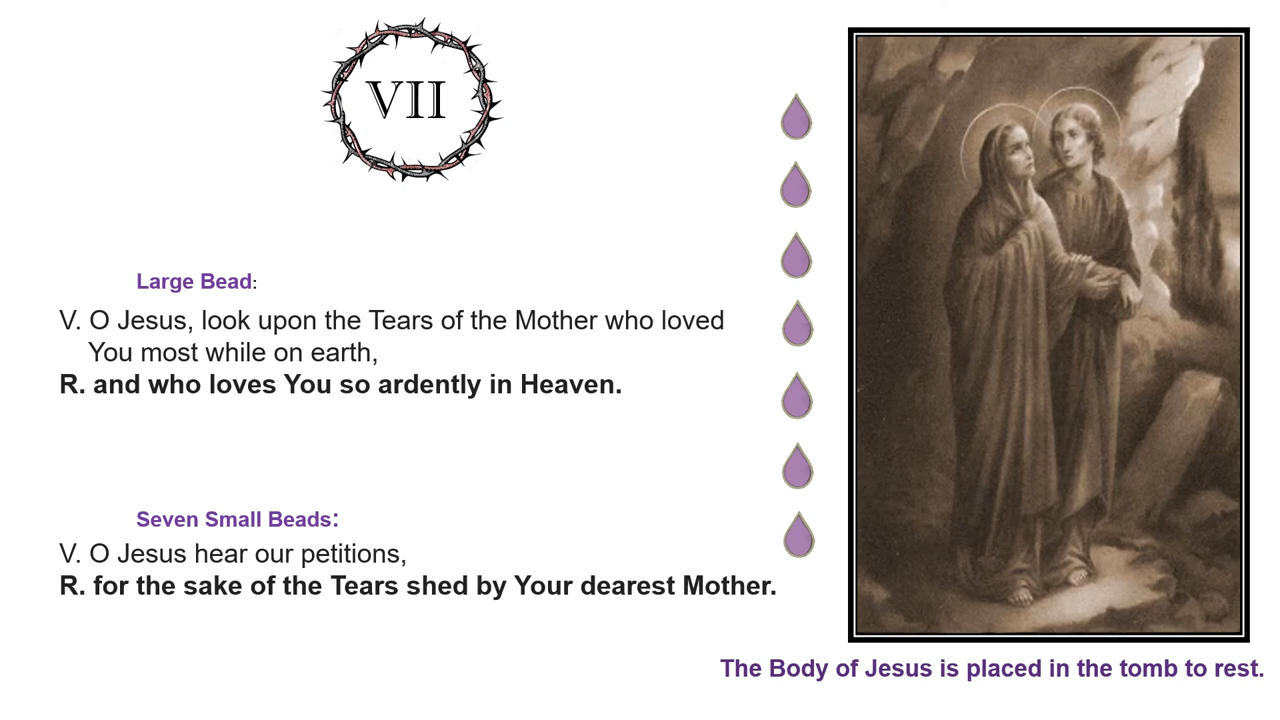 VII
Large Bead:
V. O Jesus, look upon the Tears of the Mother who loved
You most while on earth,
R. and who loves You so ardently in Heaven.
Seven Small Beads:
V. O Jesus hear our petitions,
R. for the sake of the Tears shed by Your dearest Mother.
The Body of Jesus is placed in the tomb to rest.